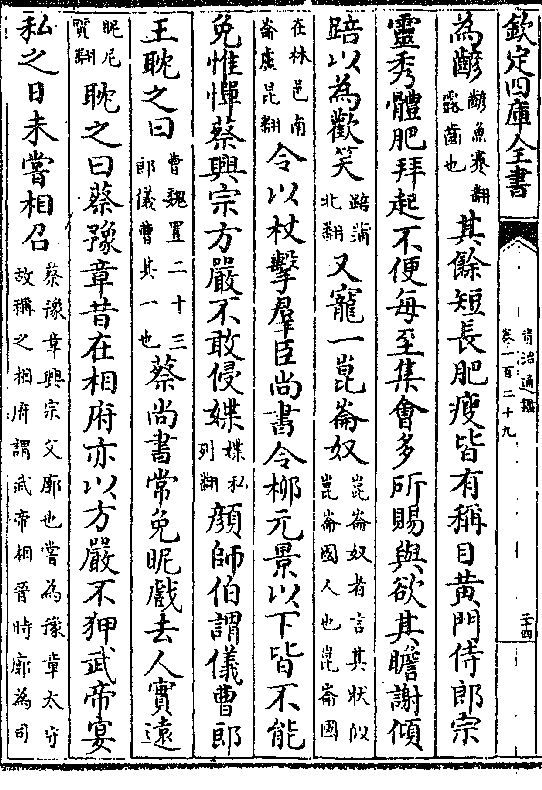 欽定四庫全書
資治通鑑
卷一百二十九
三十四
為齴齴魚蹇翻露齒也其餘短長肥瘦皆有稱目黄門侍郎宗
靈秀體肥拜起不便每至集會多所賜與欲其瞻謝傾
踣以為歡笑踣蒲北翻又寵一崑崙奴崑崙奴者言其狀似崑崙國人也崑崙國
在林邑南崙盧昆翻令以杖擊羣臣尚書令柳元景以下皆不能
免惟憚蔡興宗方嚴不敢侵媟媟私列翻顔師伯謂儀曹郎
王耽之曰曹魏置二十三郎儀曹其一也蔡尚書常免昵戲去人實遠
昵尼質翻耽之曰蔡豫章昔在相府亦以方嚴不狎武帝宴
私之日未嘗相召蔡豫章興宗父廓也嘗為豫章太守故稱之相府謂武帝相晉時廓為司